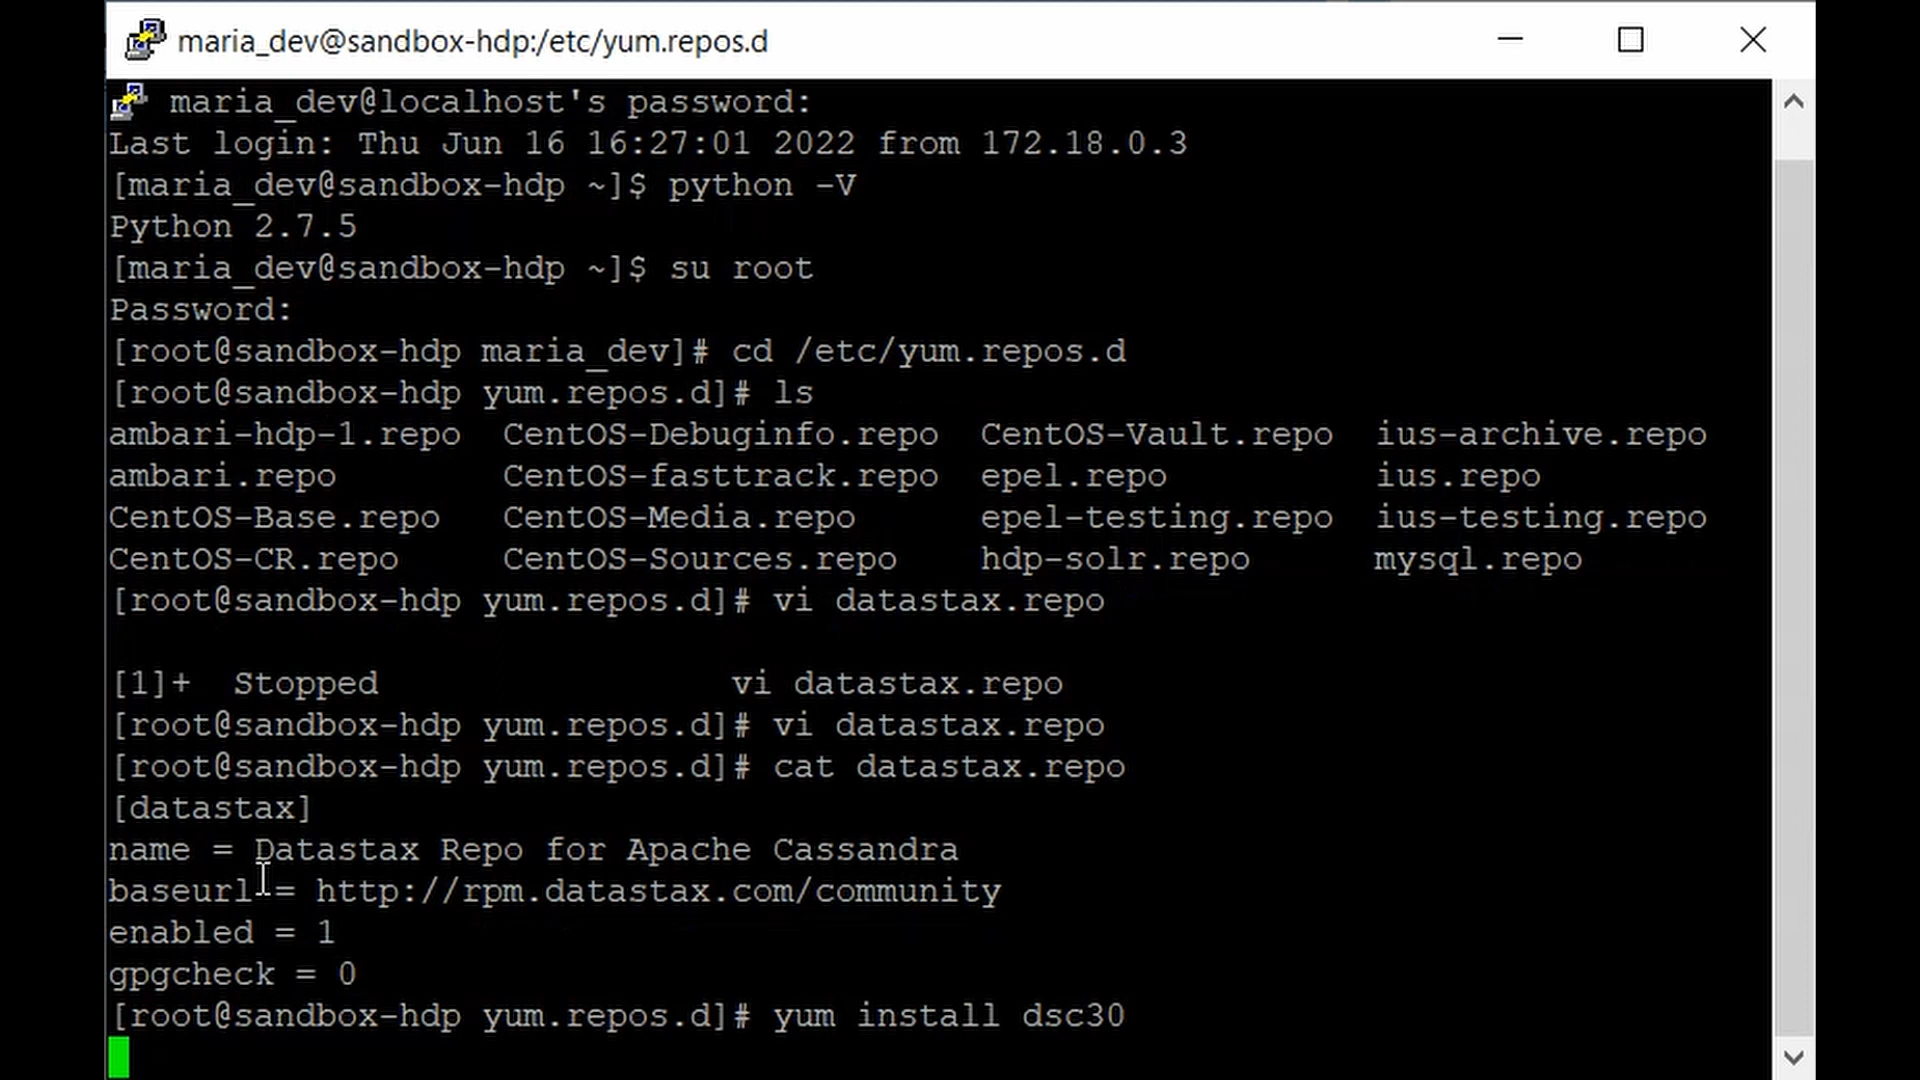 maria_dev@sandbox-hdp:/etc/yum.repos.d
maria_dev@localhost's password:
Last login: Thu Jun 16 16:27:01 2022 from 172.18.0.3
[maria_dev@sandbox-hdp ~]$ python -V
Python 2.7.5
[maria_dev@sandbox-hdp ~]$ su root
Password:
[root@sandbox-hdp maria_dev]# cd /etc/yum.repos.d
[root@sandbox-hdp yum.repos.d]# ls
ambari-hdp-1.repo  CentOS-Debuginfo.repo  CentOS-Vault.repo  ius-archive.repo
ambari.repo        CentOS-fasttrack.repo  epel.repo          ius.repo
CentOS-Base.repo   CentOS-Media.repo      epel-testing.repo  ius-testing.repo
CentOS-CR.repo     CentOS-Sources.repo    hdp-solr.repo      mysql.repo
[root@sandbox-hdp yum.repos.d]# vi datastax.repo
[1]+  Stopped                 vi datastax.repo
[root@sandbox-hdp yum.repos.d]# vi datastax.repo
[root@sandbox-hdp yum.repos.d]# cat datastax.repo
[datastax]
name = Datastax Repo for Apache Cassandra
baseurl = http://rpm.datastax.com/community
enabled = 1
gpgcheck = 0
[root@sandbox-hdp yum.repos.d]# yum install dsc30